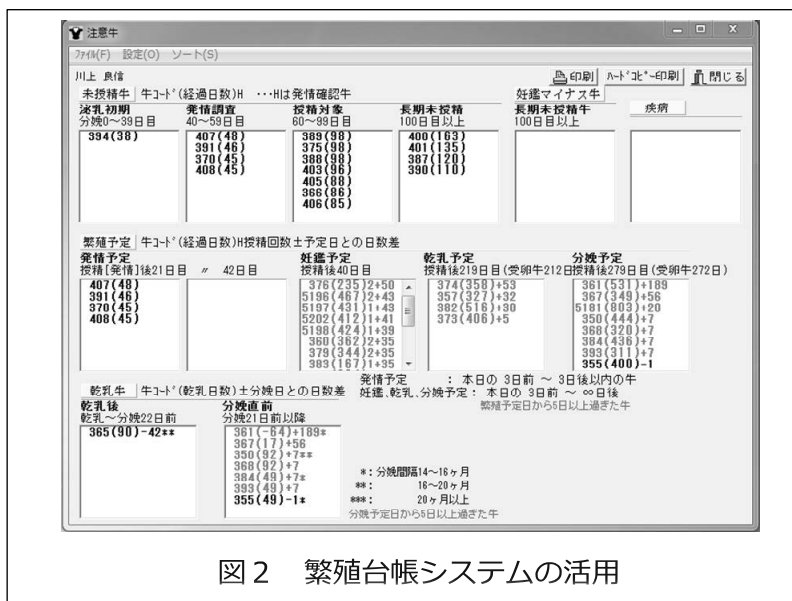 注意牛
ファイル(F) 設定(O) ソート(S)
川上 良信 印刷 ハードコピー印刷 閉じる
未授精牛 牛コード(経過日数)H ・・・Hは発情確認牛 妊鑑マイナス牛
泌乳初期 発情調査 授精対象 長期未授精 長期未授精牛 疾病
分娩0～39日目 40～59日目 60～99日目 100日目以上 100日目以上
394(38) 407(48) 389(98) 400(163)
391(46) 375(98) 401(135)
370(45) 388(98) 387(120)
408(45) 403(96) 390(110)
405(88)
366(86)
406(85)
繁殖予定 牛コード(経過日数)H授精回数±予定日との日数差
発情予定 妊鑑予定 乾乳予定 分娩予定
授精[発情]後21日目 〃 42日目 授精後40日目 授精後219日目(受卵牛212日 授精後279日目(受卵牛272日)
407(48) 376(235)2+50 374(358)+53 361(531)+189
391(46) 5196(467)2+43 357(327)+32 367(349)+56
370(45) 5197(431)1+43 382(516)+30 5181(803)+20
408(45) 5202(412)1+41 373(406)+5 350(444)+7
5198(424)1+39 368(320)+7
360(362)2+35 384(436)+7
379(344)2+35 393(311)+7
383(167)1+35 355(400)-1
発情予定 : 本日の 3日前 ～ 3日後以内の牛
乾乳牛 牛コード(乾乳日数)±分娩日との日数差 妊鑑､乾乳､分娩予定: 本日の 3日前 ～ ∞日後
乾乳後 分娩直前 繁殖予定日から5日以上過ぎた牛
乾乳～分娩22日前 分娩21日前以降
365(90)-42** 361(-64)+189*
367(17)+56
350(92)+7**
368(92)+7
384(49)+7*
393(49)+7
355(49)-1*
*: 分娩間隔14～16ヶ月
**: 16～20ヶ月
***: 20ヶ月以上
分娩予定日から5日以上過ぎた牛
図２ 繁殖台帳システムの活用